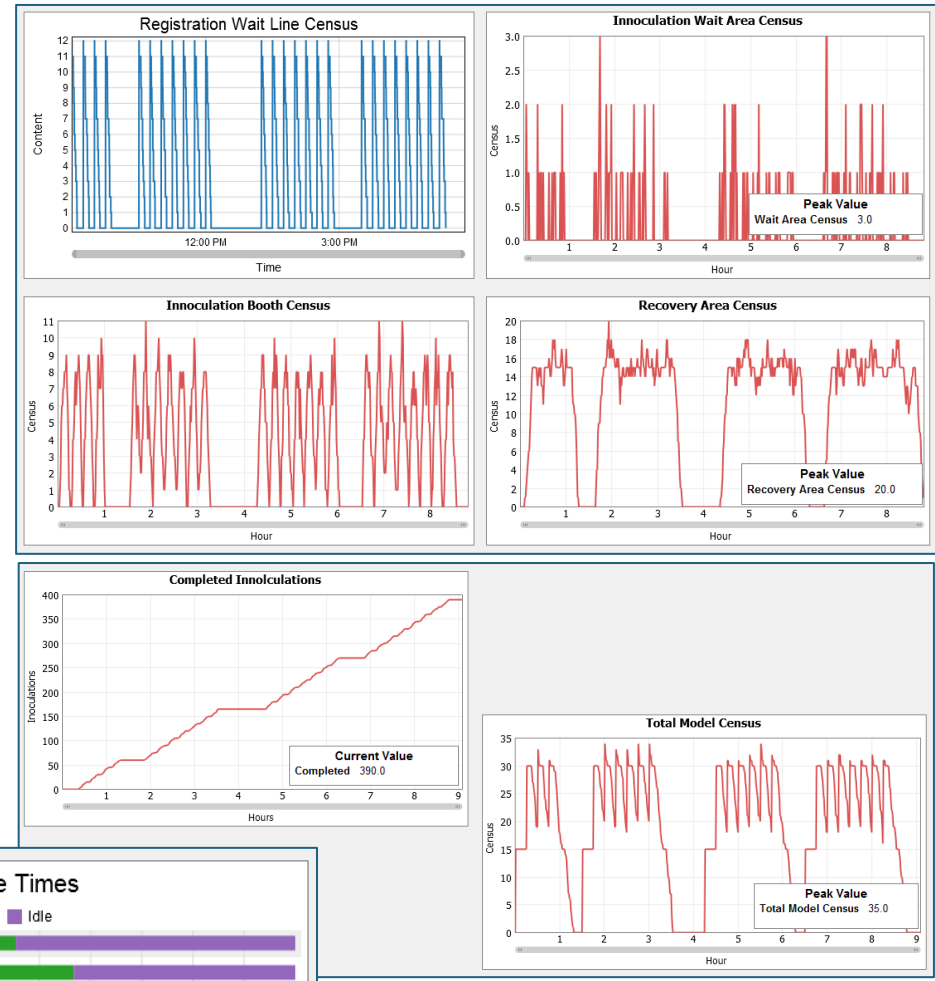 Registration Wait Line Census
12
11
10
9
8
7
6
5
4
3
2
1
0
Content
12:00 PM 3:00 PM
Time
Innoculation Wait Area Census
3.0
2.5
2.0
1.5
1.0
0.5
0.0
Census
Peak Value
Wait Area Census 3.0
1 2 3 4 5 6 7 8
Hour
Innoculation Booth Census
11
10
9
8
7
6
5
4
3
2
1
0
Census
1 2 3 4 5 6 7 8
Hour
Recovery Area Census
20
18
16
14
12
10
8
6
4
2
0
Census
Peak Value
Recovery Area Census 20.0
1 2 3 4 5 6 7 8
Hour
Completed Innolculations
400
350
300
250
200
150
100
50
0
Inoculations
Current Value
Completed 390.0
1 2 3 4 5 6 7 8 9
Hours
Total Model Census
35
30
25
20
15
10
5
0
Census
Peak Value
Total Model Census 35.0
1 2 3 4 5 6 7 8 9
Hour
e Times
Idle